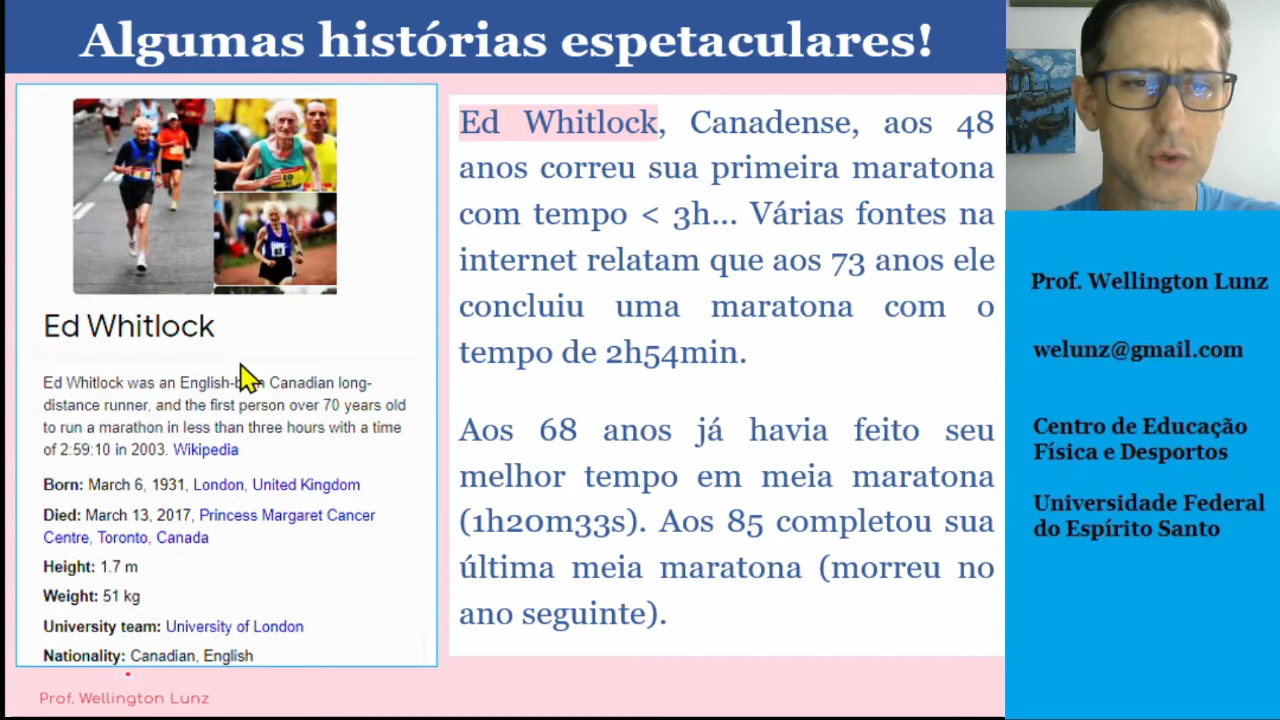 Algumas histórias espetaculares!
Ed Whitlock
Ed Whitlock was an English-b n Canadian long-
distance runner, and the first person over 70 years old
to run a marathon in less than three hours with a time
of 2:59:10 in 2003. Wikipedia
Born: March 6, 1931, London, United Kingdom
Died: March 13, 2017, Princess Margaret Cancer
Centre, Toronto, Canada
Height: 1.7 m
Weight: 51 kg
University team: University of London
Nationality: Canadian, English
Ed Whitlock, Canadense, aos 48
anos correu sua primeira maratona
com tempo < 3h... Várias fontes na
internet relatam que aos 73 anos ele
concluiu uma maratona com o
tempo de 2h54min.
Aos 68 anos já havia feito seu
melhor tempo em meia maratona
(1h20m33s). Aos 85 completou sua
última meia maratona (morreu no
ano seguinte).
Prof. Wellington Lunz
Prof. Wellington Lunz
welunz@gmail.com
Centro de Educação
Física e Desportos
Universidade Federal
do Espírito Santo